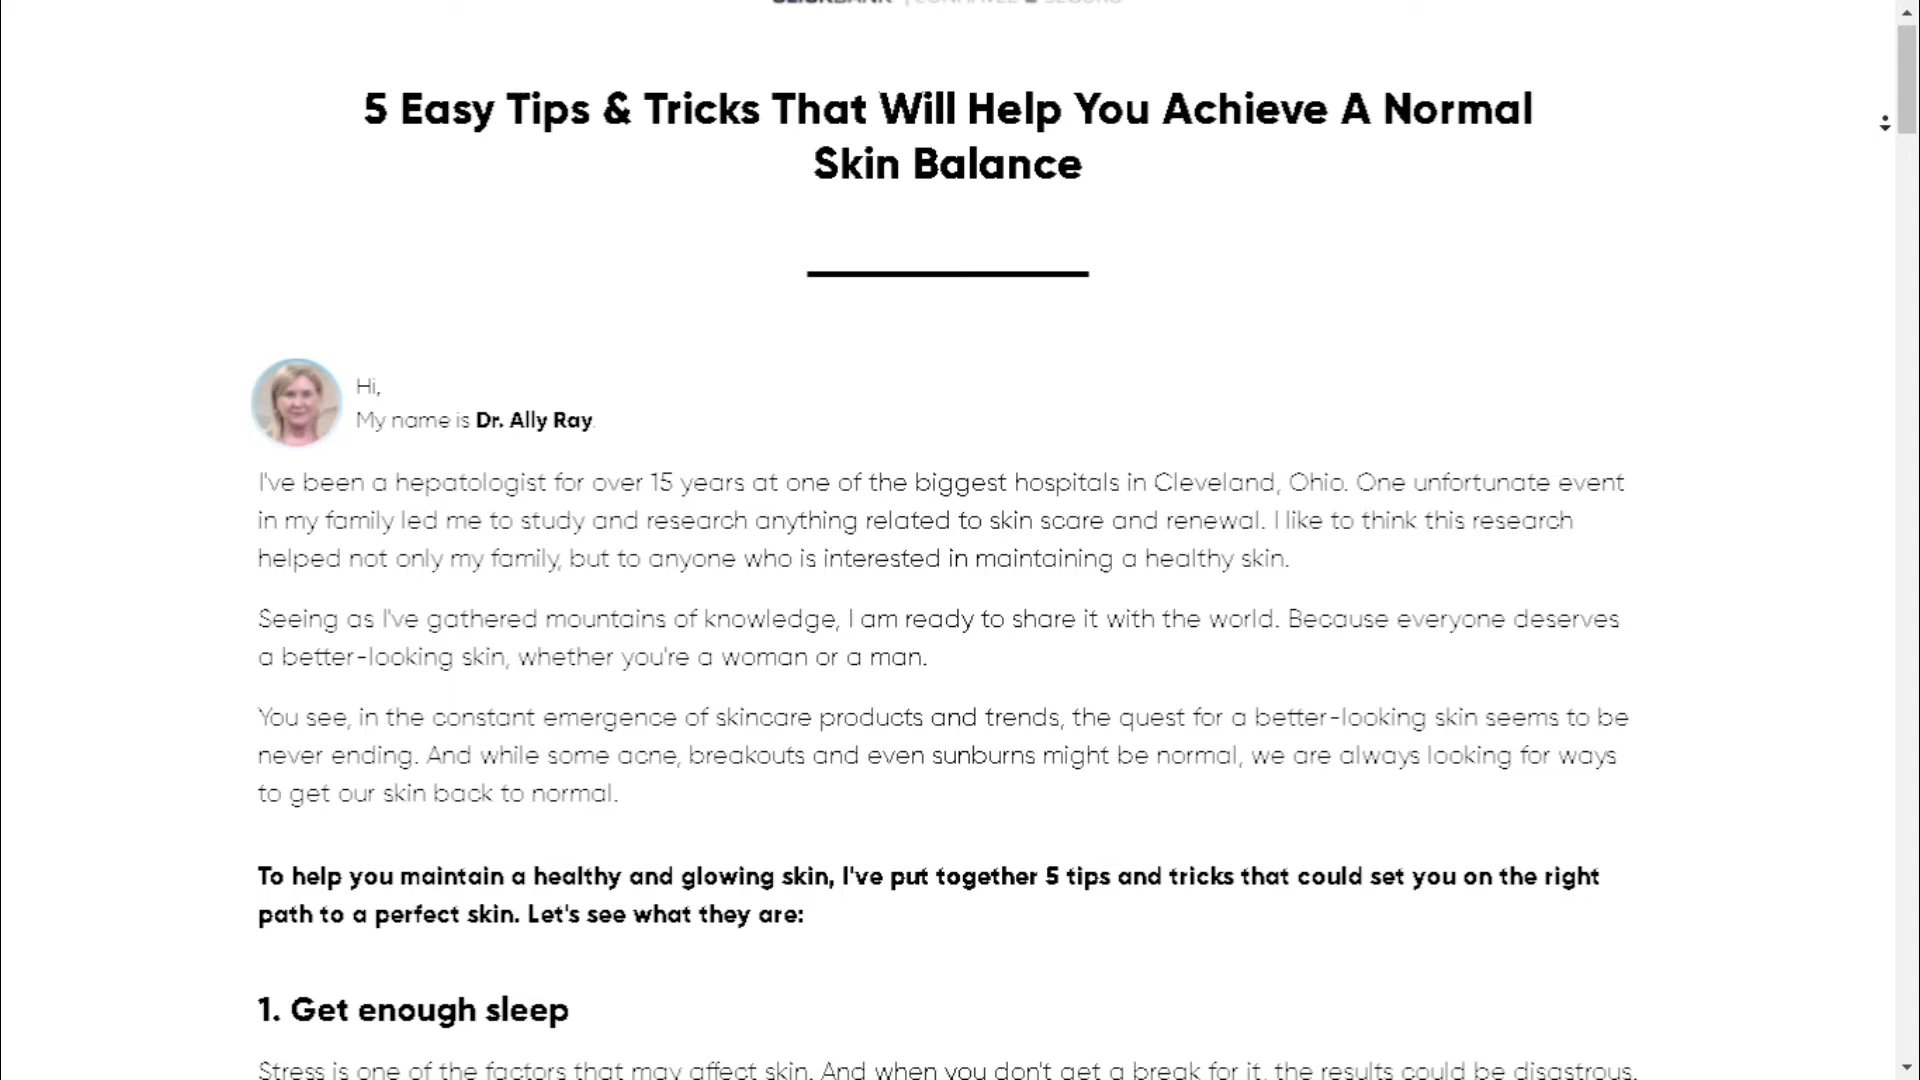 5 Easy Tips & Tricks That Will Help You Achieve A Normal
Skin Balance
Hi,
My name is Dr. Ally Ray.
I've been a hepatologist for over 15 years at one of the biggest hospitals in Cleveland, Ohio. One unfortunate event
in my family led me to study and research anything related to skin scare and renewal. I like to think this research
helped not only my family, but to anyone who is interested in maintaining a healthy skin.
Seeing as I've gathered mountains of knowledge, I am ready to share it with the world. Because everyone deserves
a better-looking skin, whether you're a woman or a man.
You see, in the constant emergence of skincare products and trends, the quest for a better-looking skin seems to be
never ending. And while some acne, breakouts and even sunburns might be normal, we are always looking for ways
to get our skin back to normal.
To help you maintain a healthy and glowing skin, I've put together 5 tips and tricks that could set you on the right
path to a perfect skin. Let's see what they are:
1. Get enough sleep
Stress is one of the factors that may affect skin. And when you don't get a break for it, the results could be disastrous.